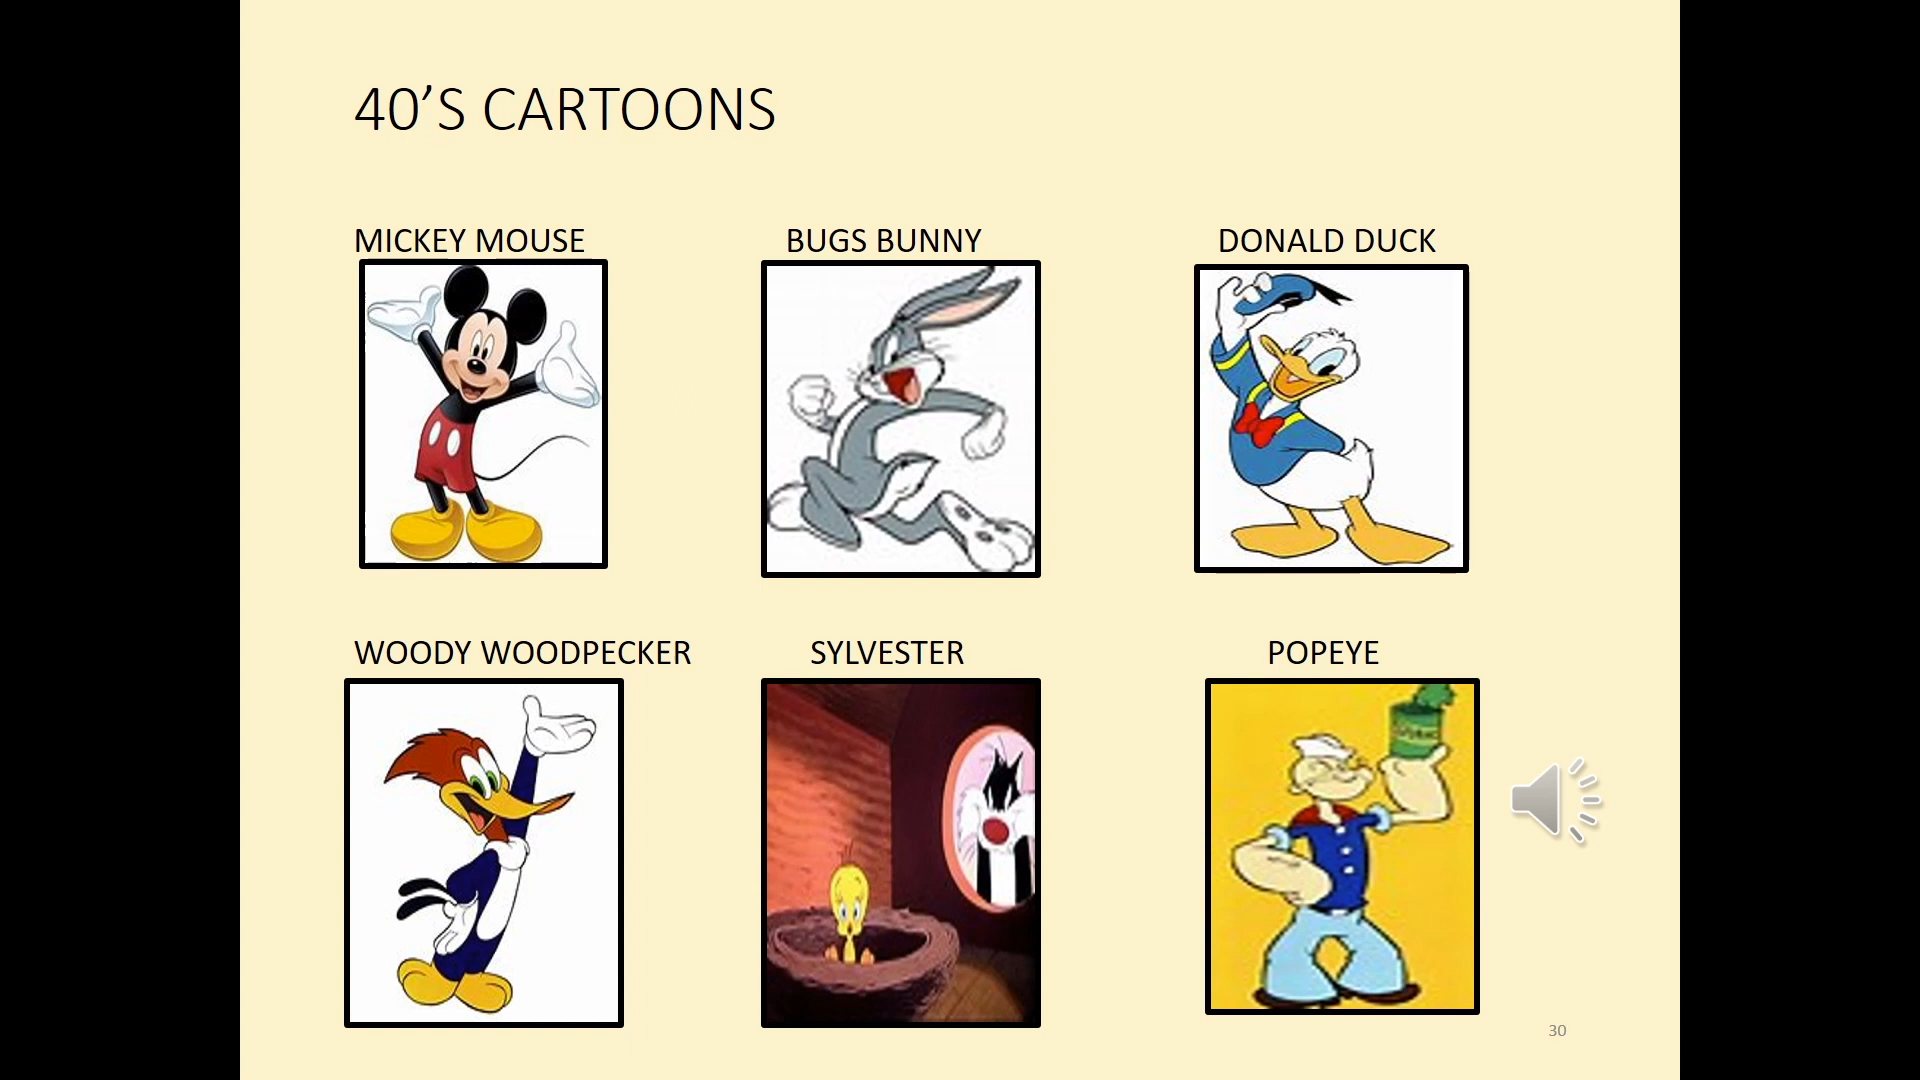 40’S CARTOONS
MICKEY MOUSE
BUGS BUNNY
DONALD DUCK
WOODY WOODPECKER
SYLVESTER
POPEYE
30